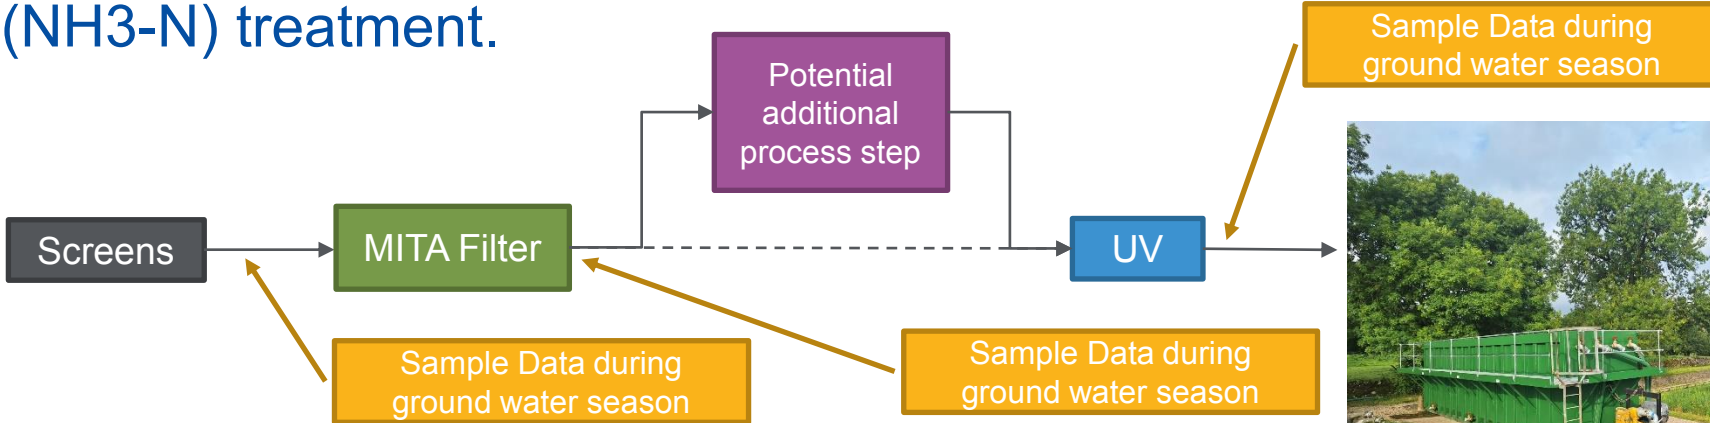 (NH3-N) treatment.
Sample Data during
ground water season
Potential
additional
process step
Screens
MITA Filter
UV
Sample Data during
ground water season
Sample Data during
ground water season